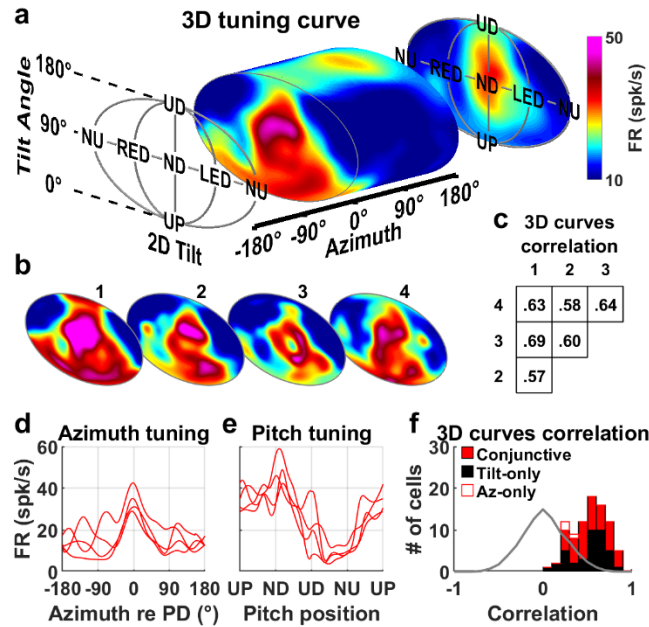 a
3D tuning curve
Tilt Angle
180°
90°
0°
UD
NU RED ND LED NU
UP
2D Tilt
-180°
-90°
0°
90°
180°
Azimuth
UD
NU RED ND LED NU
UP
50
10
FR (spk/s)
b
1 2 3 4
c
3D curves
correlation
1 2 3
4 .63 .58 .64
3 .69 .60
2 .57
d
Azimuth tuning
FR (spk/s)
60
40
20
0
-180 -90 0 90 180
Azimuth re PD (°)
e
Pitch tuning
UP ND UD NU UP
Pitch position
f
3D curves correlation
Conjunctive
Tilt-only
Az-only
# of cells
30
20
10
0
-1 0 1
Correlation